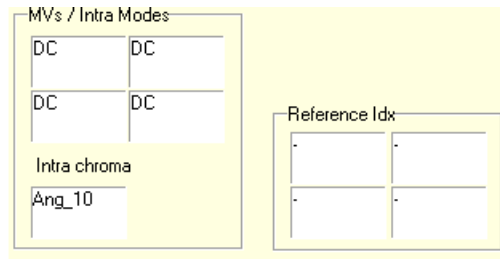 MVs / Intra Modes
DC DC
DC DC
Intra chroma
Ang_10
Reference Idx
- -
- -